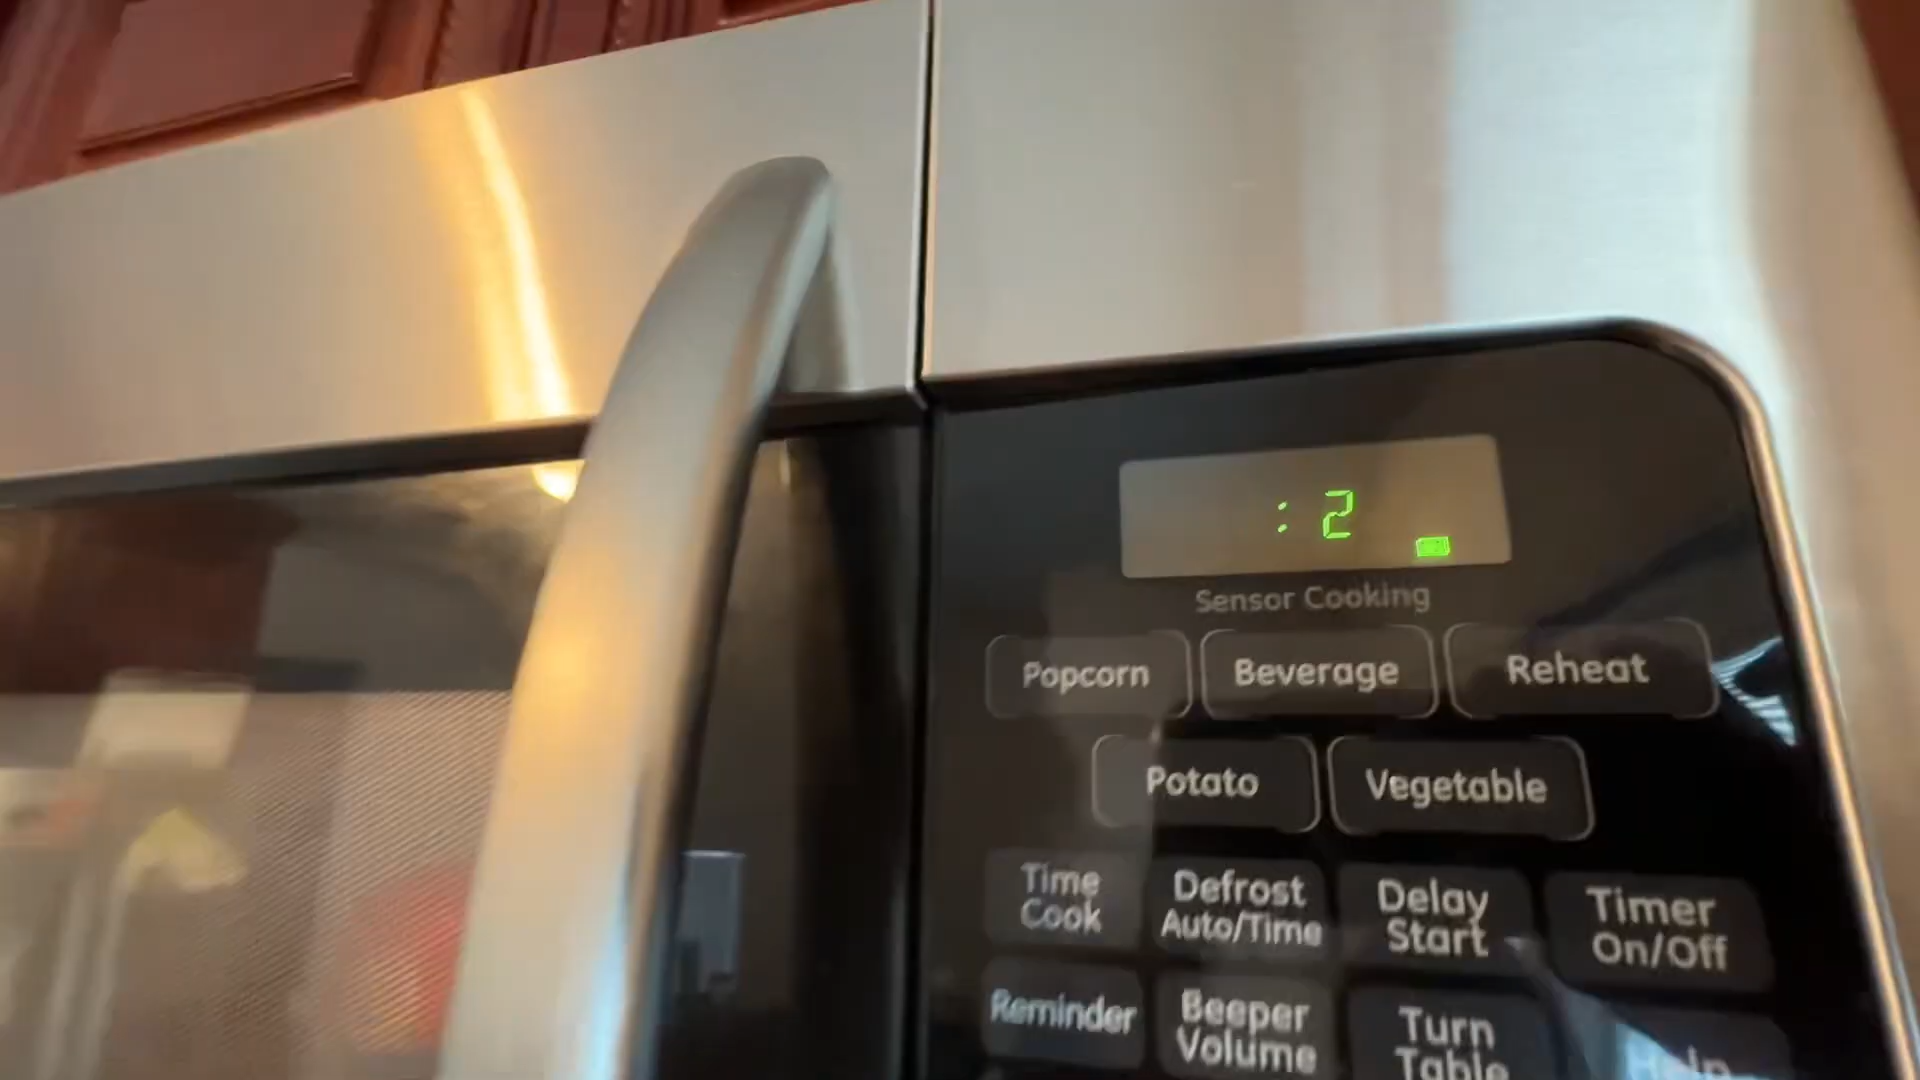 : 2
Sensor Cooking
Popcorn Beverage Reheat
Potato Vegetable
Time Cook
Defrost Auto/Time
Delay Start
Timer On/Off
Reminder
Beeper Volume
Turn Table
Help